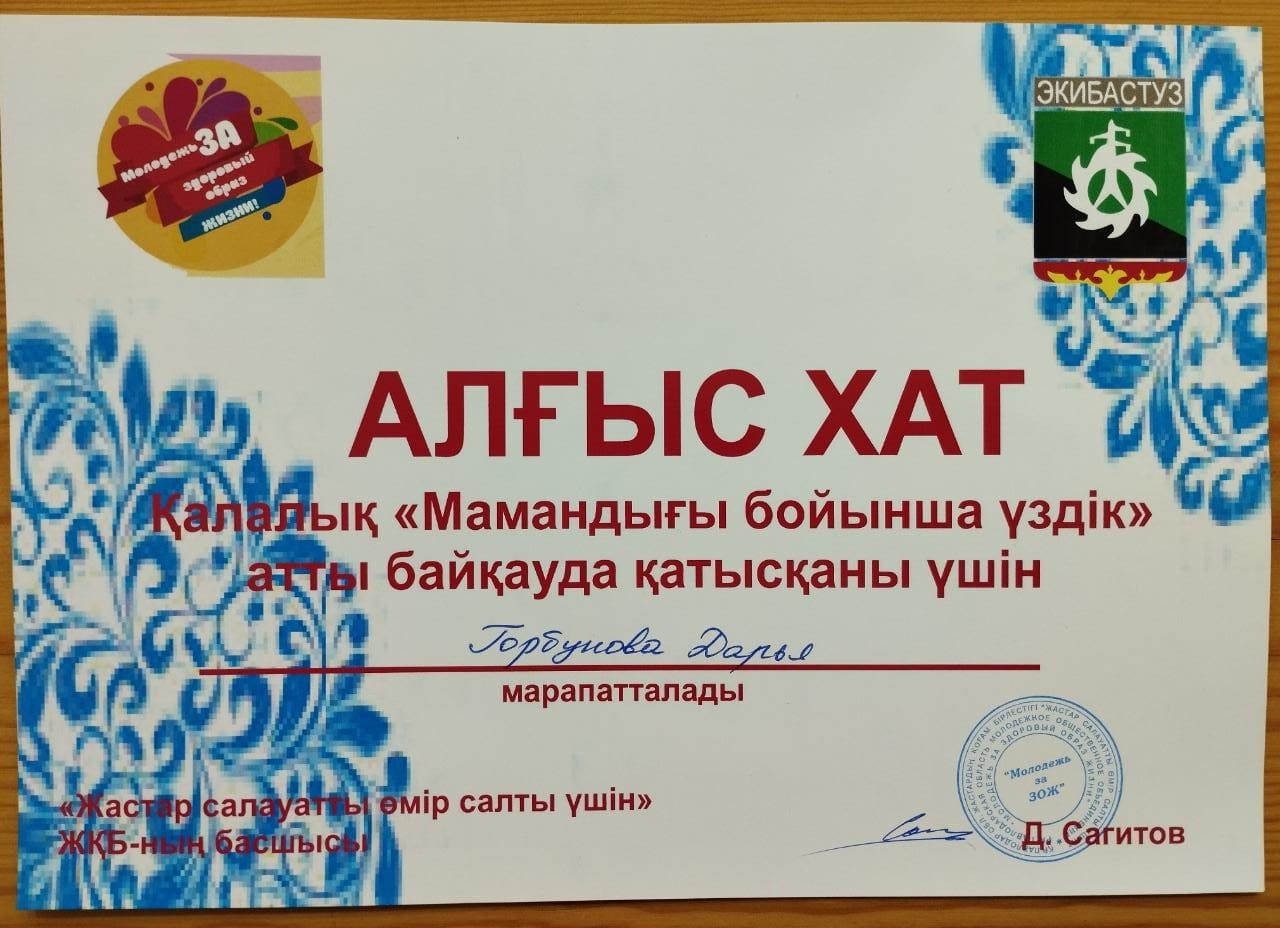 Молодежь ЗА
здоровый
образ
жизни!
ЭКИБАСТУЗ
АЛҒЫС ХАТ
Қалалық «Мамандығы бойынша үздік»
атты байқауда қатысқаны үшін
Горбунова Дарья
марапатталады
«Жастар салауатты өмір салты үшін»
ЖҚБ-ның басшысы
"Молодежь
за
ЗОЖ"
Д. Сагитов